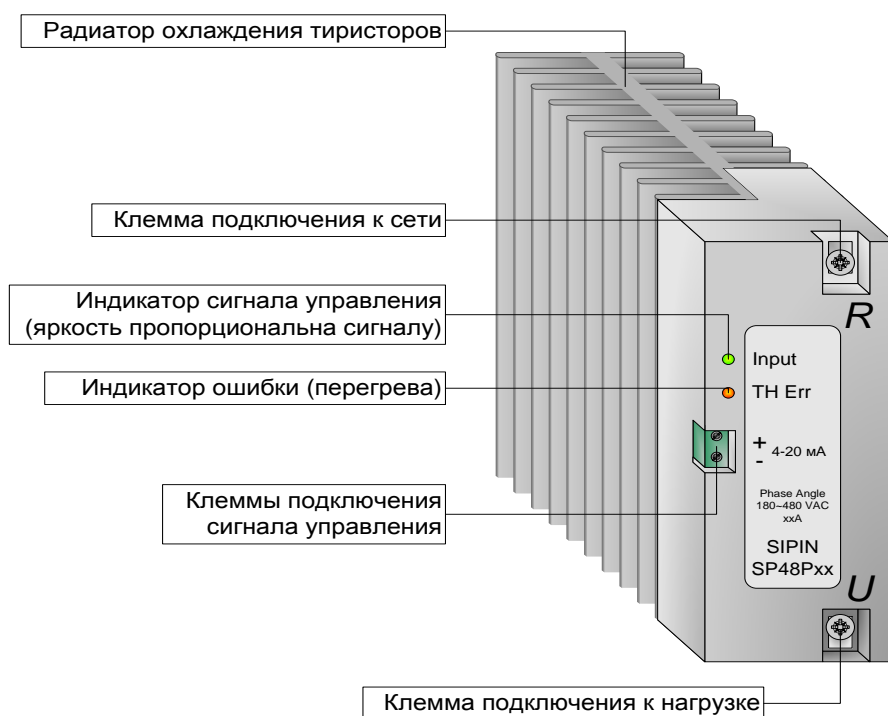 Радиатор охлаждения тиристоров
Клемма подключения к сети
R
Индикатор сигнала управления
(яркость пропорциональна сигналу)
Input
Индикатор ошибки (перегрева)
TH Err
+
-
4-20 мА
Клеммы подключения
сигнала управления
Phase Angle
180~480 VAC
xxA
SIPIN
SP48Pxx
U
Клемма подключения к нагрузке